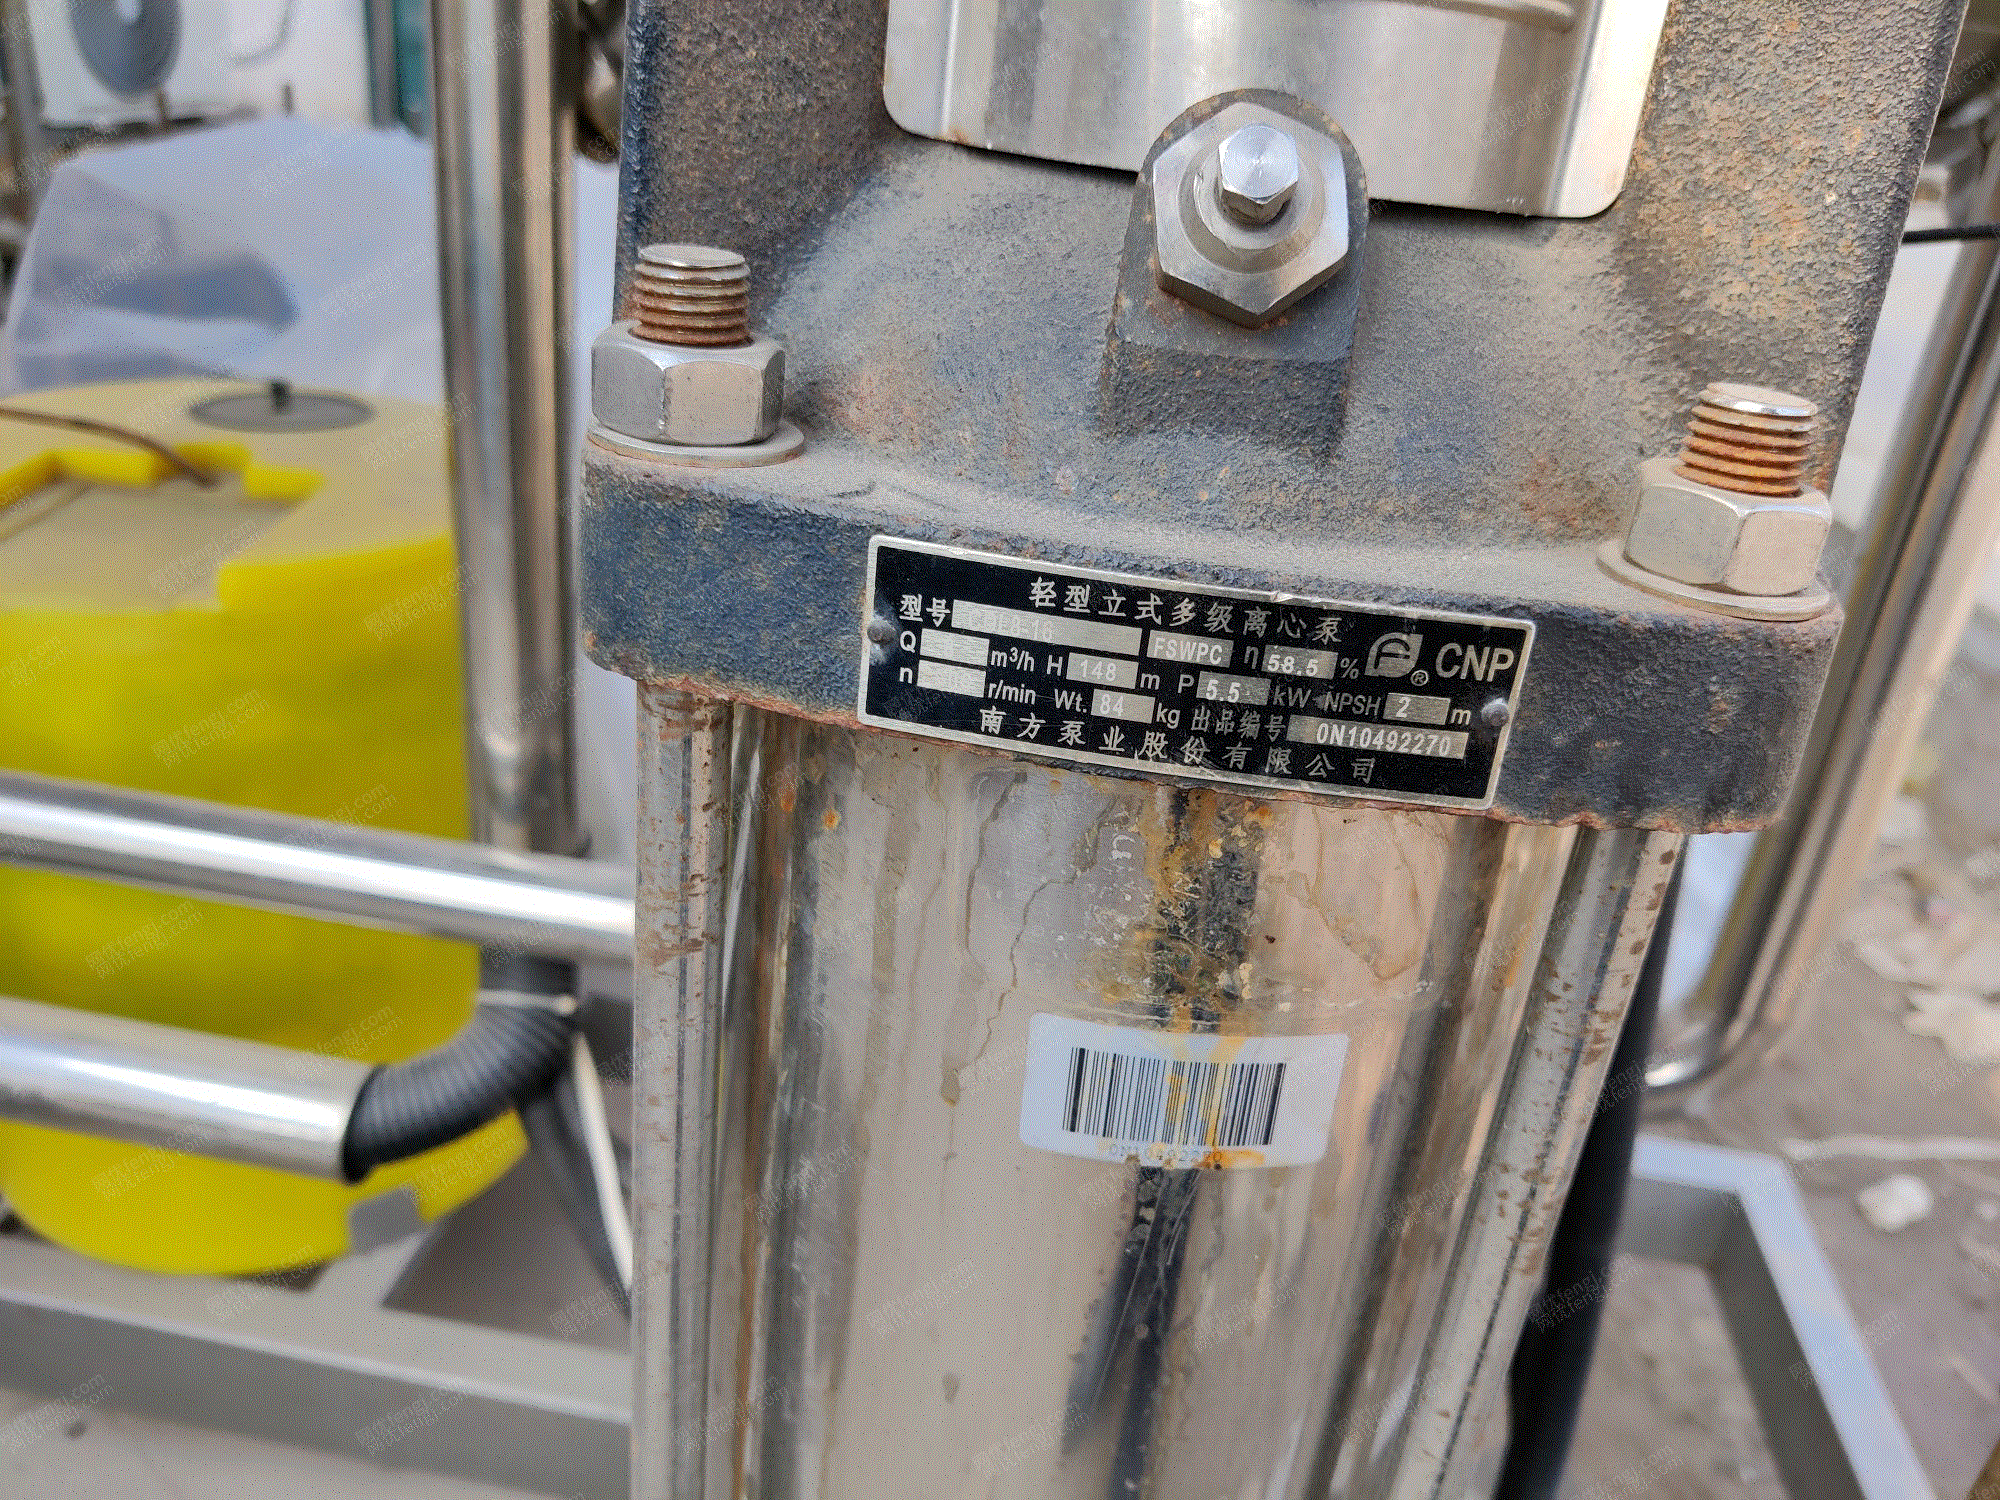 轻型立式多级离心泵
型号 FSWPC η 58.5 % ® CNP
Q m³/h H 148 m P 5.5 kW NPSH 2 m
n r/min Wt. 84 kg 出品编号 0N10492270
南方泵业股份有限公司